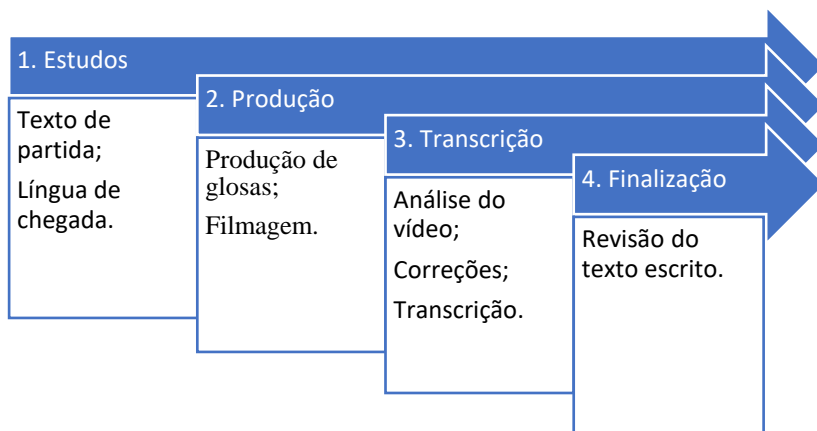 1. Estudos
Texto de
partida;
Língua de
chegada.
2. Produção
Produção de
glosas;
Filmagem.
3. Transcrição
Análise do
vídeo;
Correções;
Transcrição.
4. Finalização
Revisão do
texto escrito.